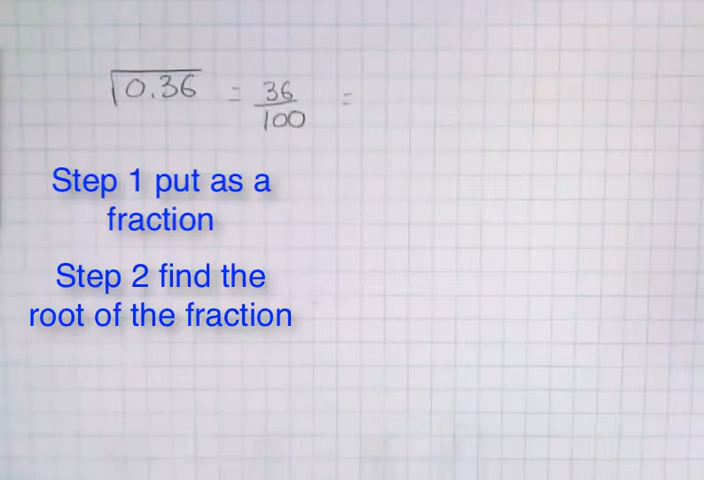 √0.36 = 36/100 =
Step 1 put as a
fraction
Step 2 find the
root of the fraction